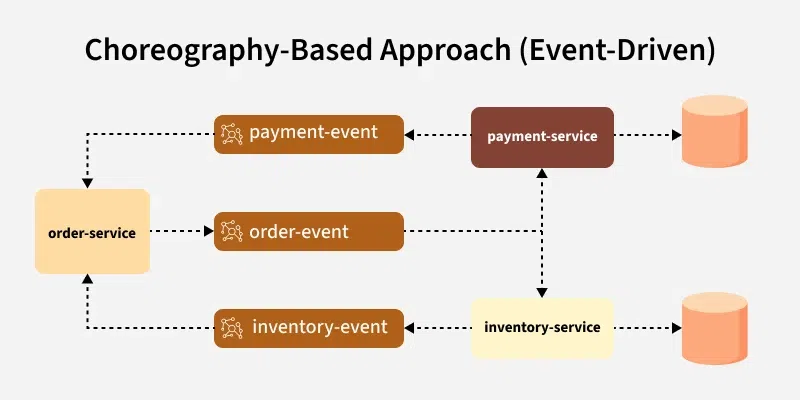 Choreography-Based Approach (Event-Driven)
payment-event
payment-service
order-service
order-event
inventory-event
inventory-service